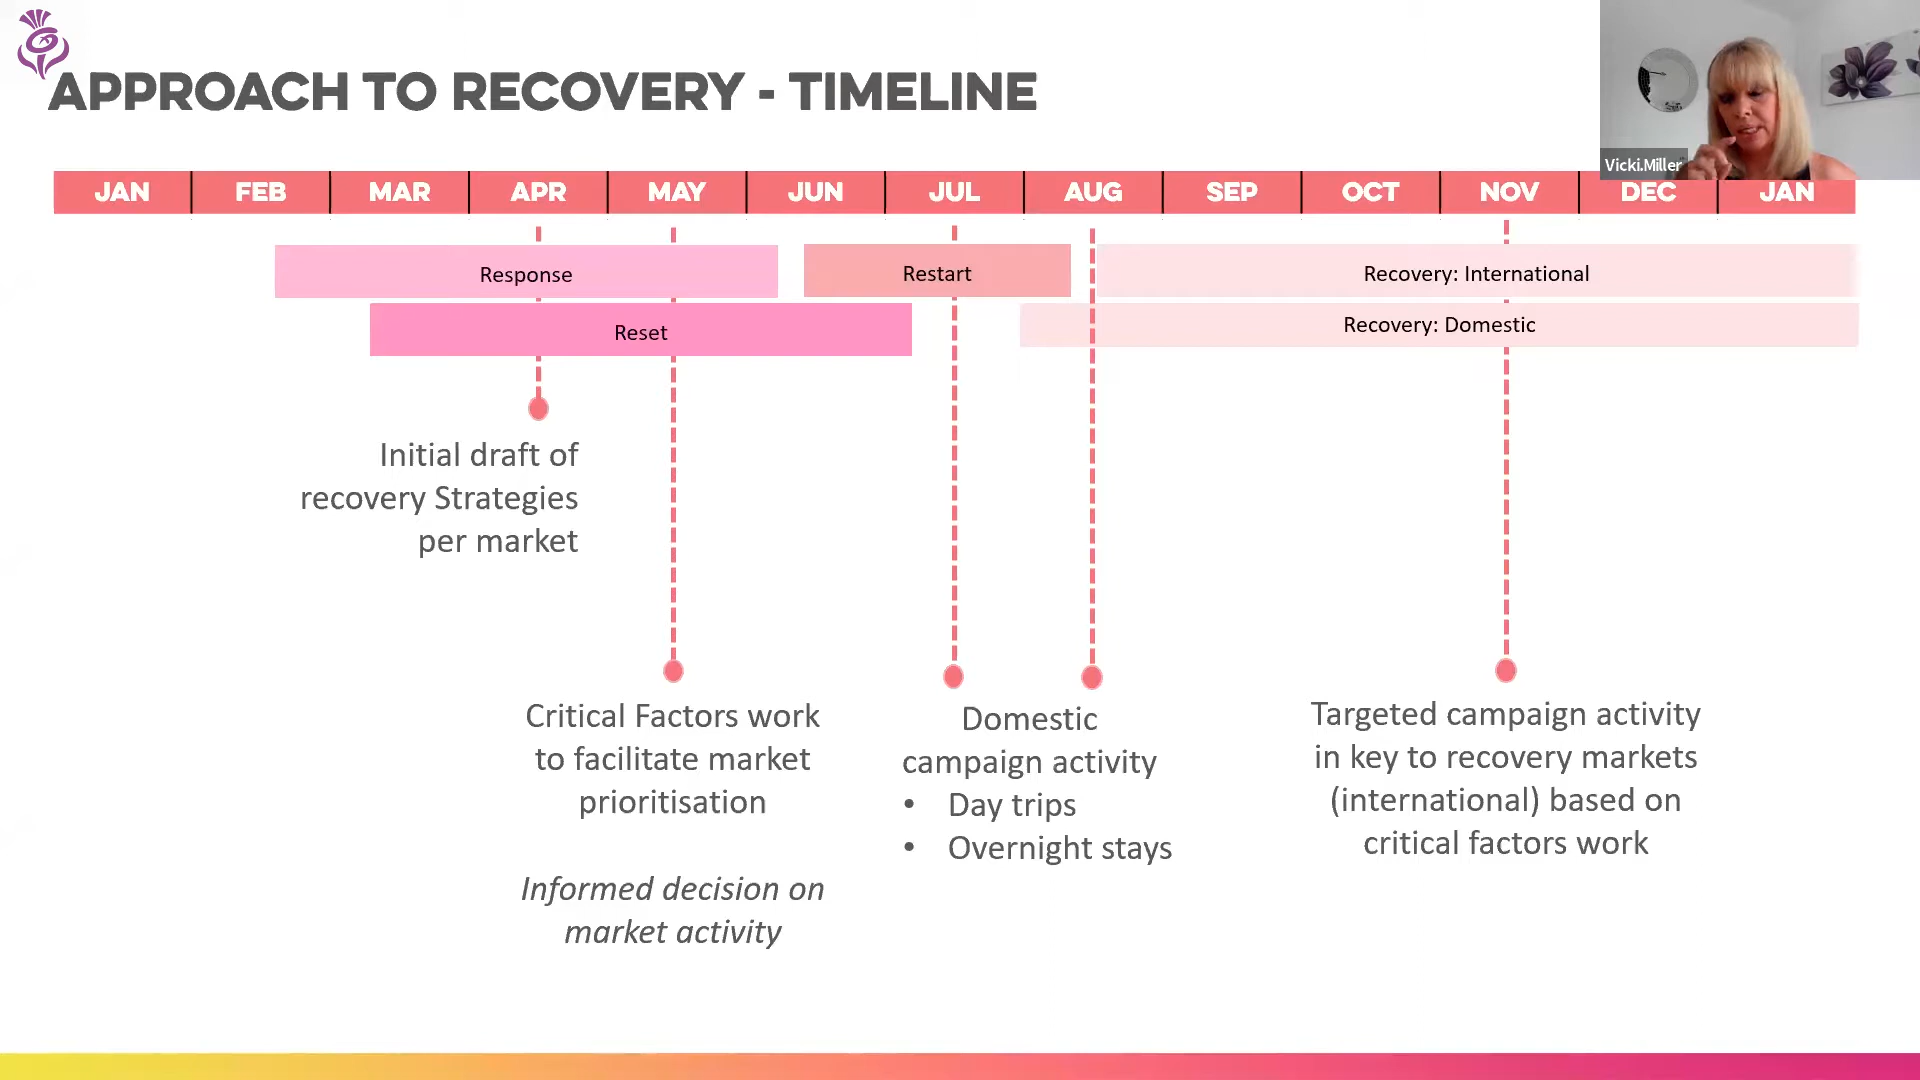 APPROACH TO RECOVERY - TIMELINE
Vicki.Miller
JAN FEB MAR APR MAY JUN JUL AUG SEP OCT NOV DEC JAN
Response
Restart
Recovery: International
Reset
Recovery: Domestic
Initial draft of
recovery Strategies
per market
Critical Factors work
to facilitate market
prioritisation
Informed decision on
market activity
Domestic
campaign activity
• Day trips
• Overnight stays
Targeted campaign activity
in key to recovery markets
(international) based on
critical factors work